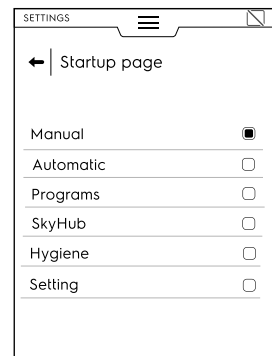 SETTINGS
Startup page
Manual
Automatic
Programs
SkyHub
Hygiene
Setting